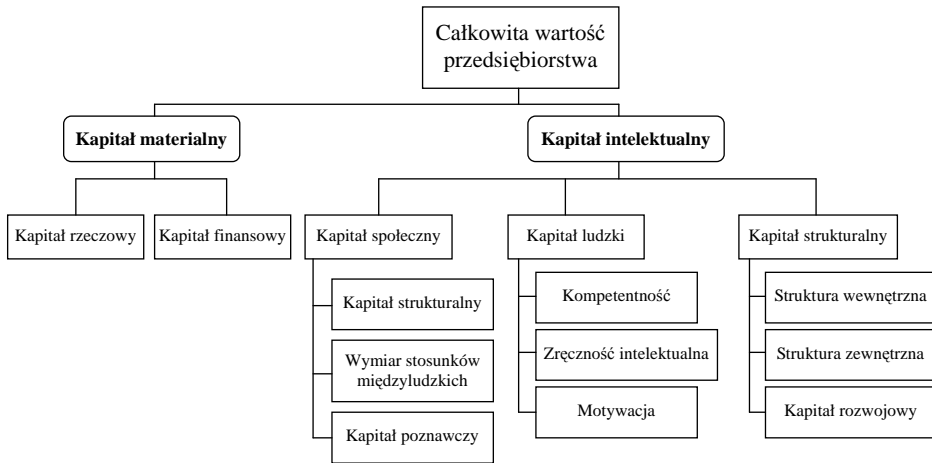 Całkowita wartość
przedsiębiorstwa
Kapitał materialny
Kapitał intelektualny
Kapitał rzeczowy
Kapitał finansowy
Kapitał społeczny
Kapitał ludzki
Kapitał strukturalny
Kapitał strukturalny
Wymiar stosunków
międzyludzkich
Kapitał poznawczy
Kompetentność
Zręczność intelektualna
Motywacja
Struktura wewnętrzna
Struktura zewnętrzna
Kapitał rozwojowy